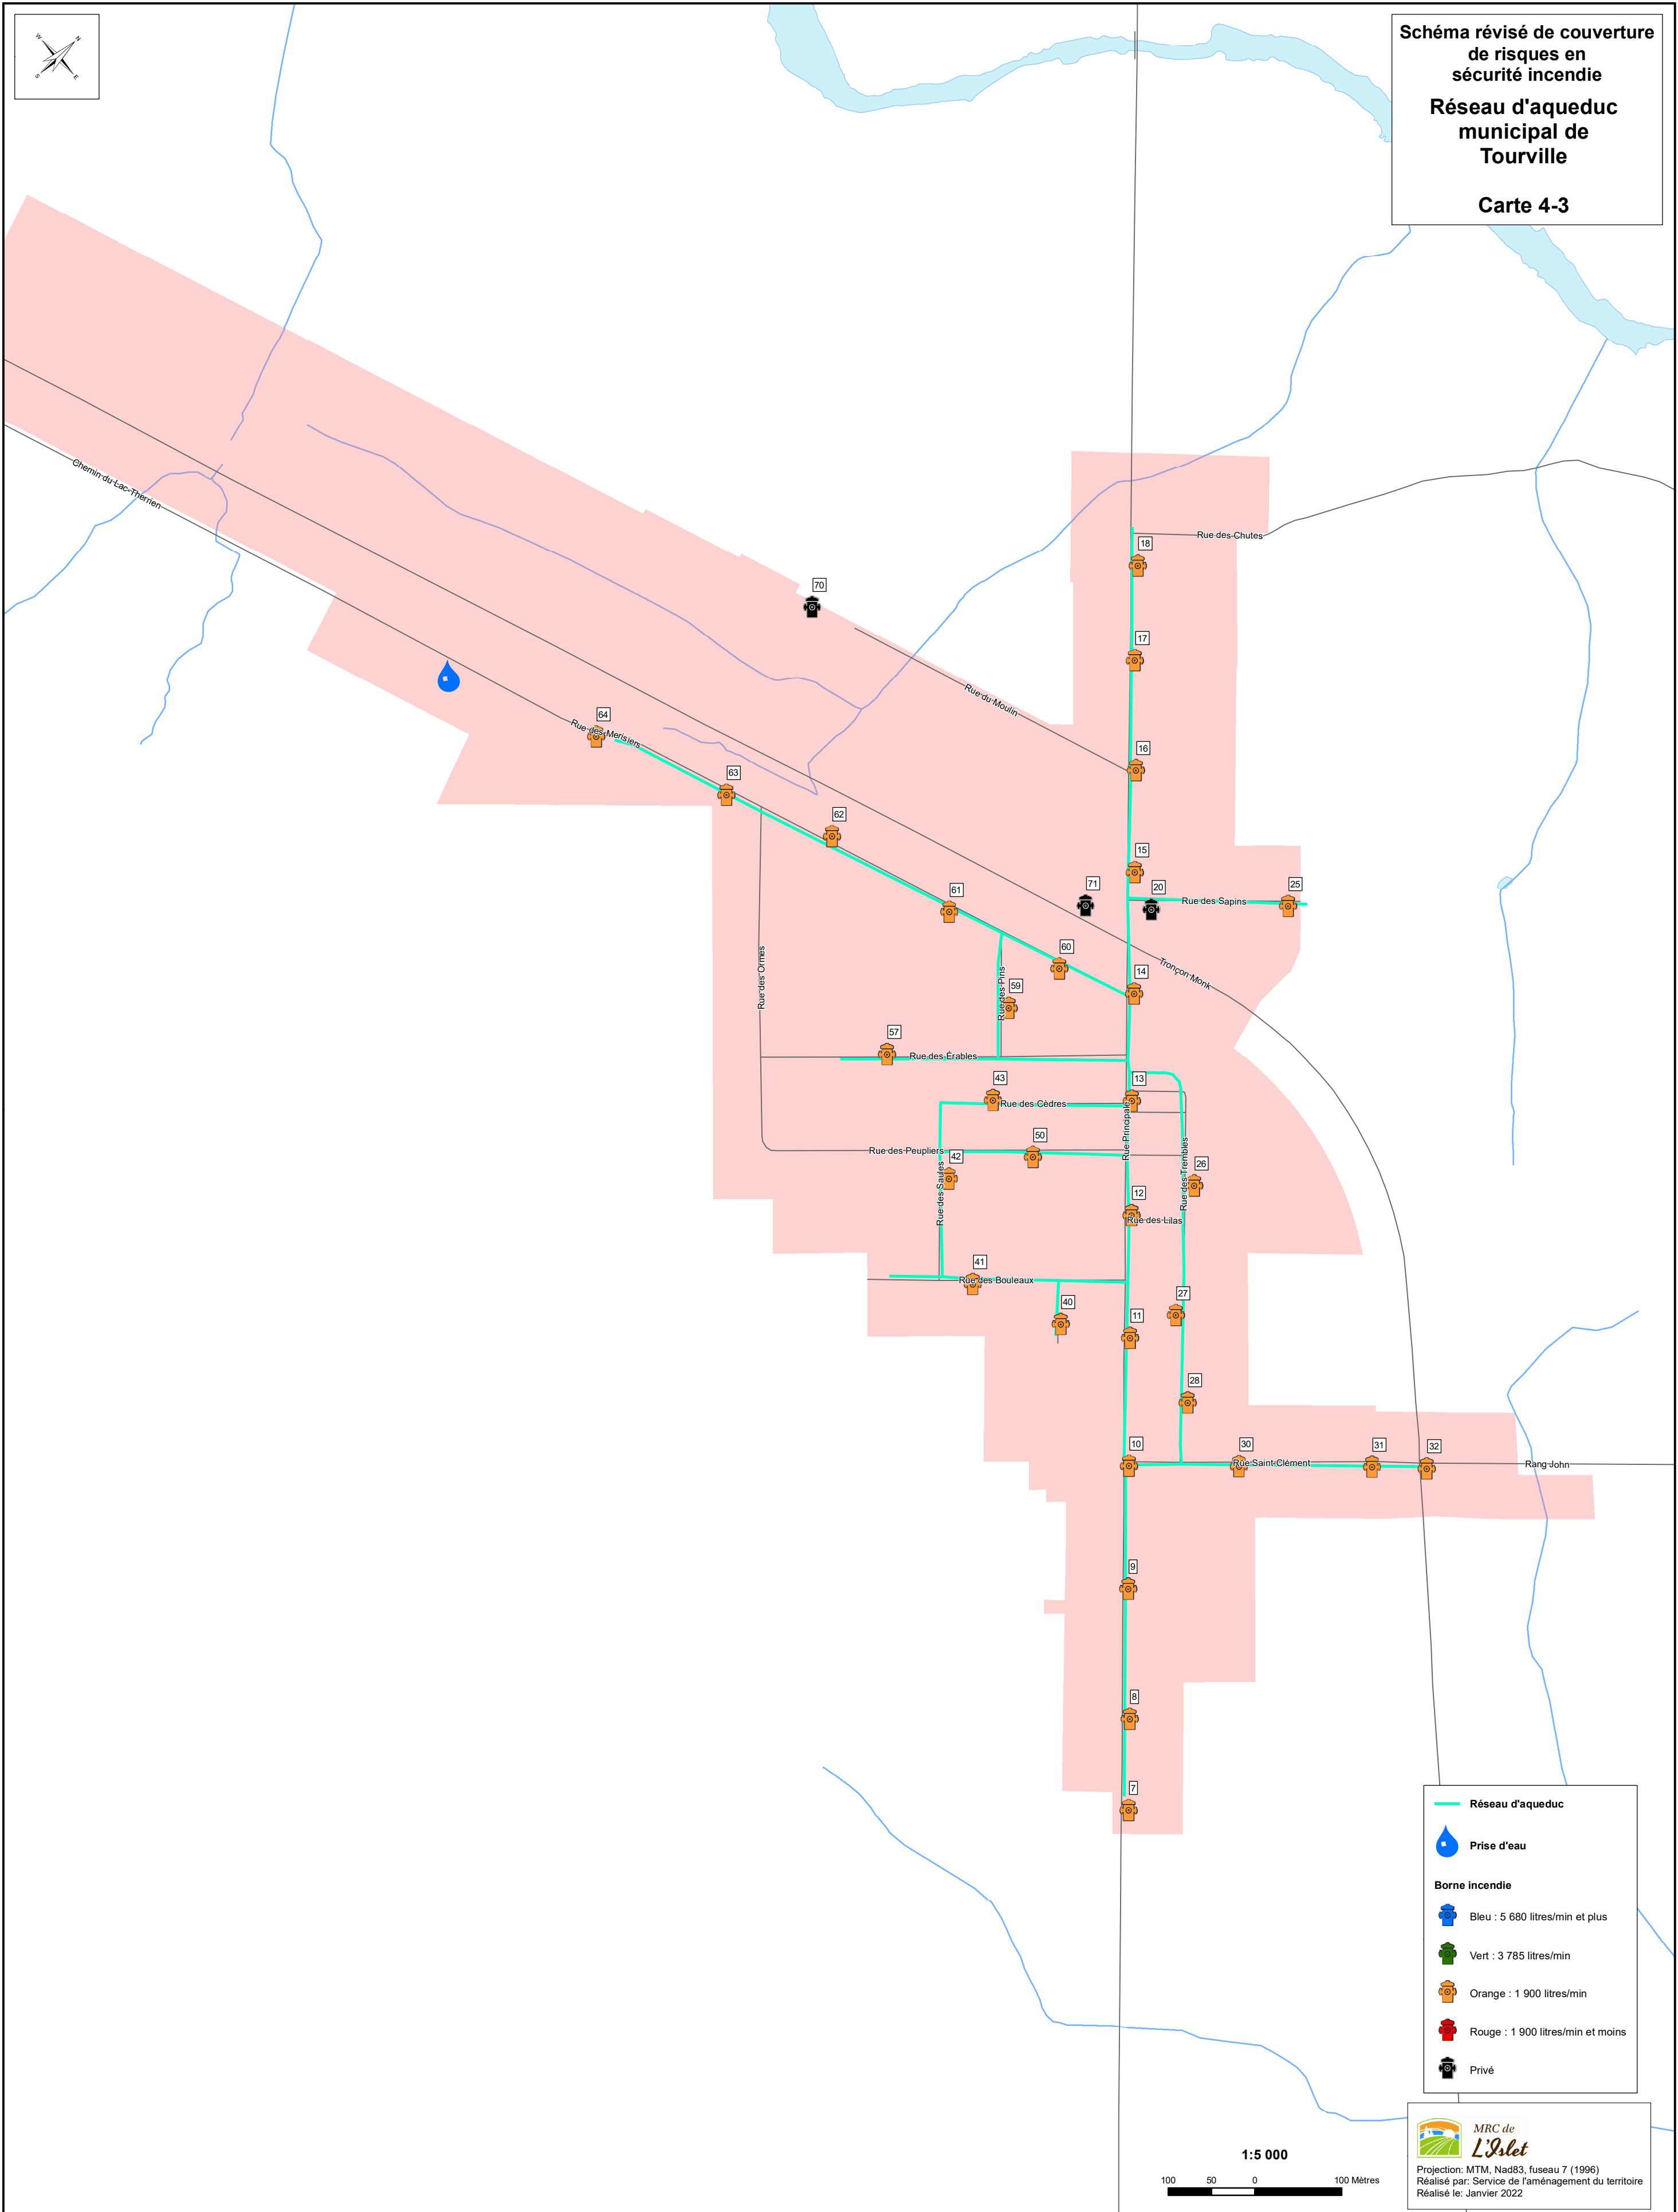 W
N
S
E
Schéma révisé de couverture
de risques en
sécurité incendie
Réseau d'aqueduc
municipal de
Tourville
Carte 4-3
Chemin du Lac-Therrien
18
Rue des Chutes
70
17
Rue du Moulin
64
Rue des Merisiers
16
63
62
15
71
20
25
61
Rue des Sapins
60
Tronçon Monk
14
Rue des Ormes
Rue des Pins
59
57
Rue des Érables
43
13
Rue des Cèdres
Rue Principale
50
Rue des Peupliers
42
26
Rue des Saules
Rue des Trembles
12
Rue des Lilas
41
Rue des Bouleaux
40
27
11
28
10
30
31
32
Rue Saint-Clément
Rang John
9
8
7
Réseau d'aqueduc
Prise d'eau
Borne incendie
Bleu : 5 680 litres/min et plus
Vert : 3 785 litres/min
Orange : 1 900 litres/min
Rouge : 1 900 litres/min et moins
Privé
1:5 000
100 50 0 100 Mètres
MRC de
L'Islet
Projection: MTM, Nad83, fuseau 7 (1996)
Réalisé par: Service de l'aménagement du territoire
Réalisé le: Janvier 2022